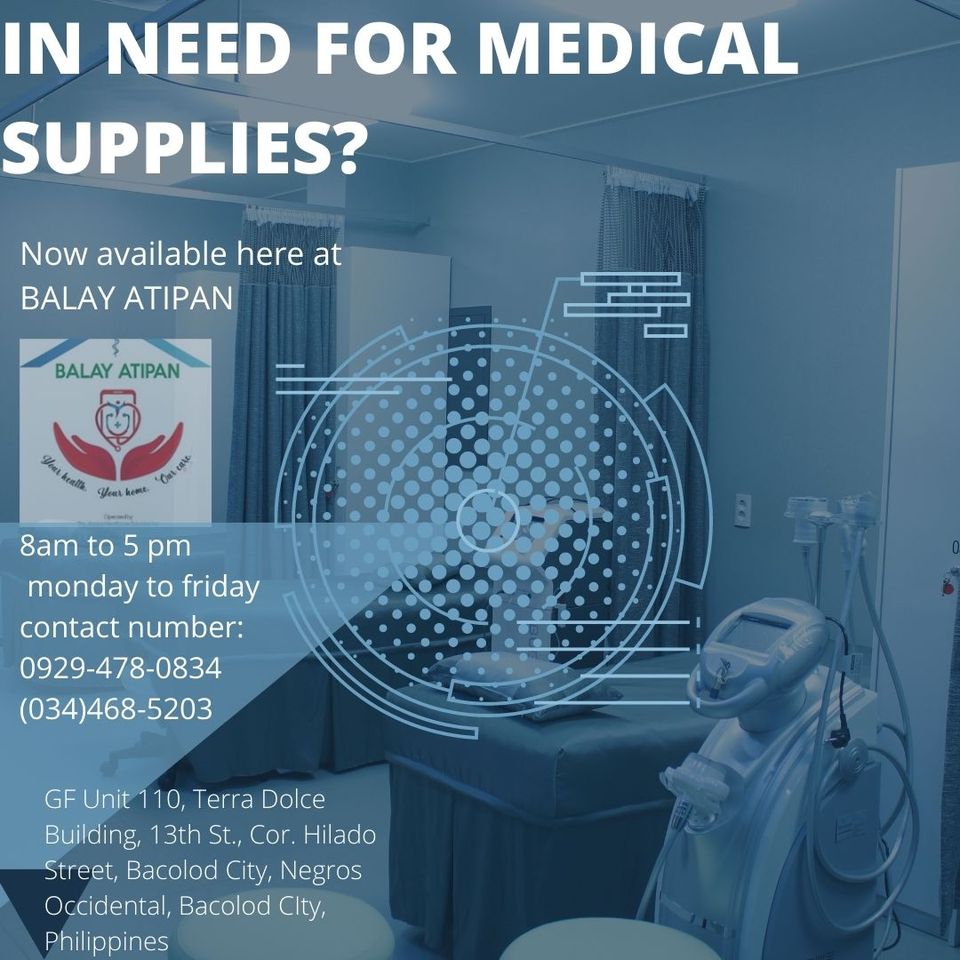 IN NEED FOR MEDICAL
SUPPLIES?
Now available here at
BALAY ATIPAN
BALAY ATIPAN
Your health. Your home. Our care.
8am to 5 pm
monday to friday
contact number:
0929-478-0834
(034)468-5203
GF Unit 110, Terra Dolce
Building, 13th St., Cor. Hilado
Street, Bacolod City, Negros
Occidental, Bacolod CIty,
Philippines